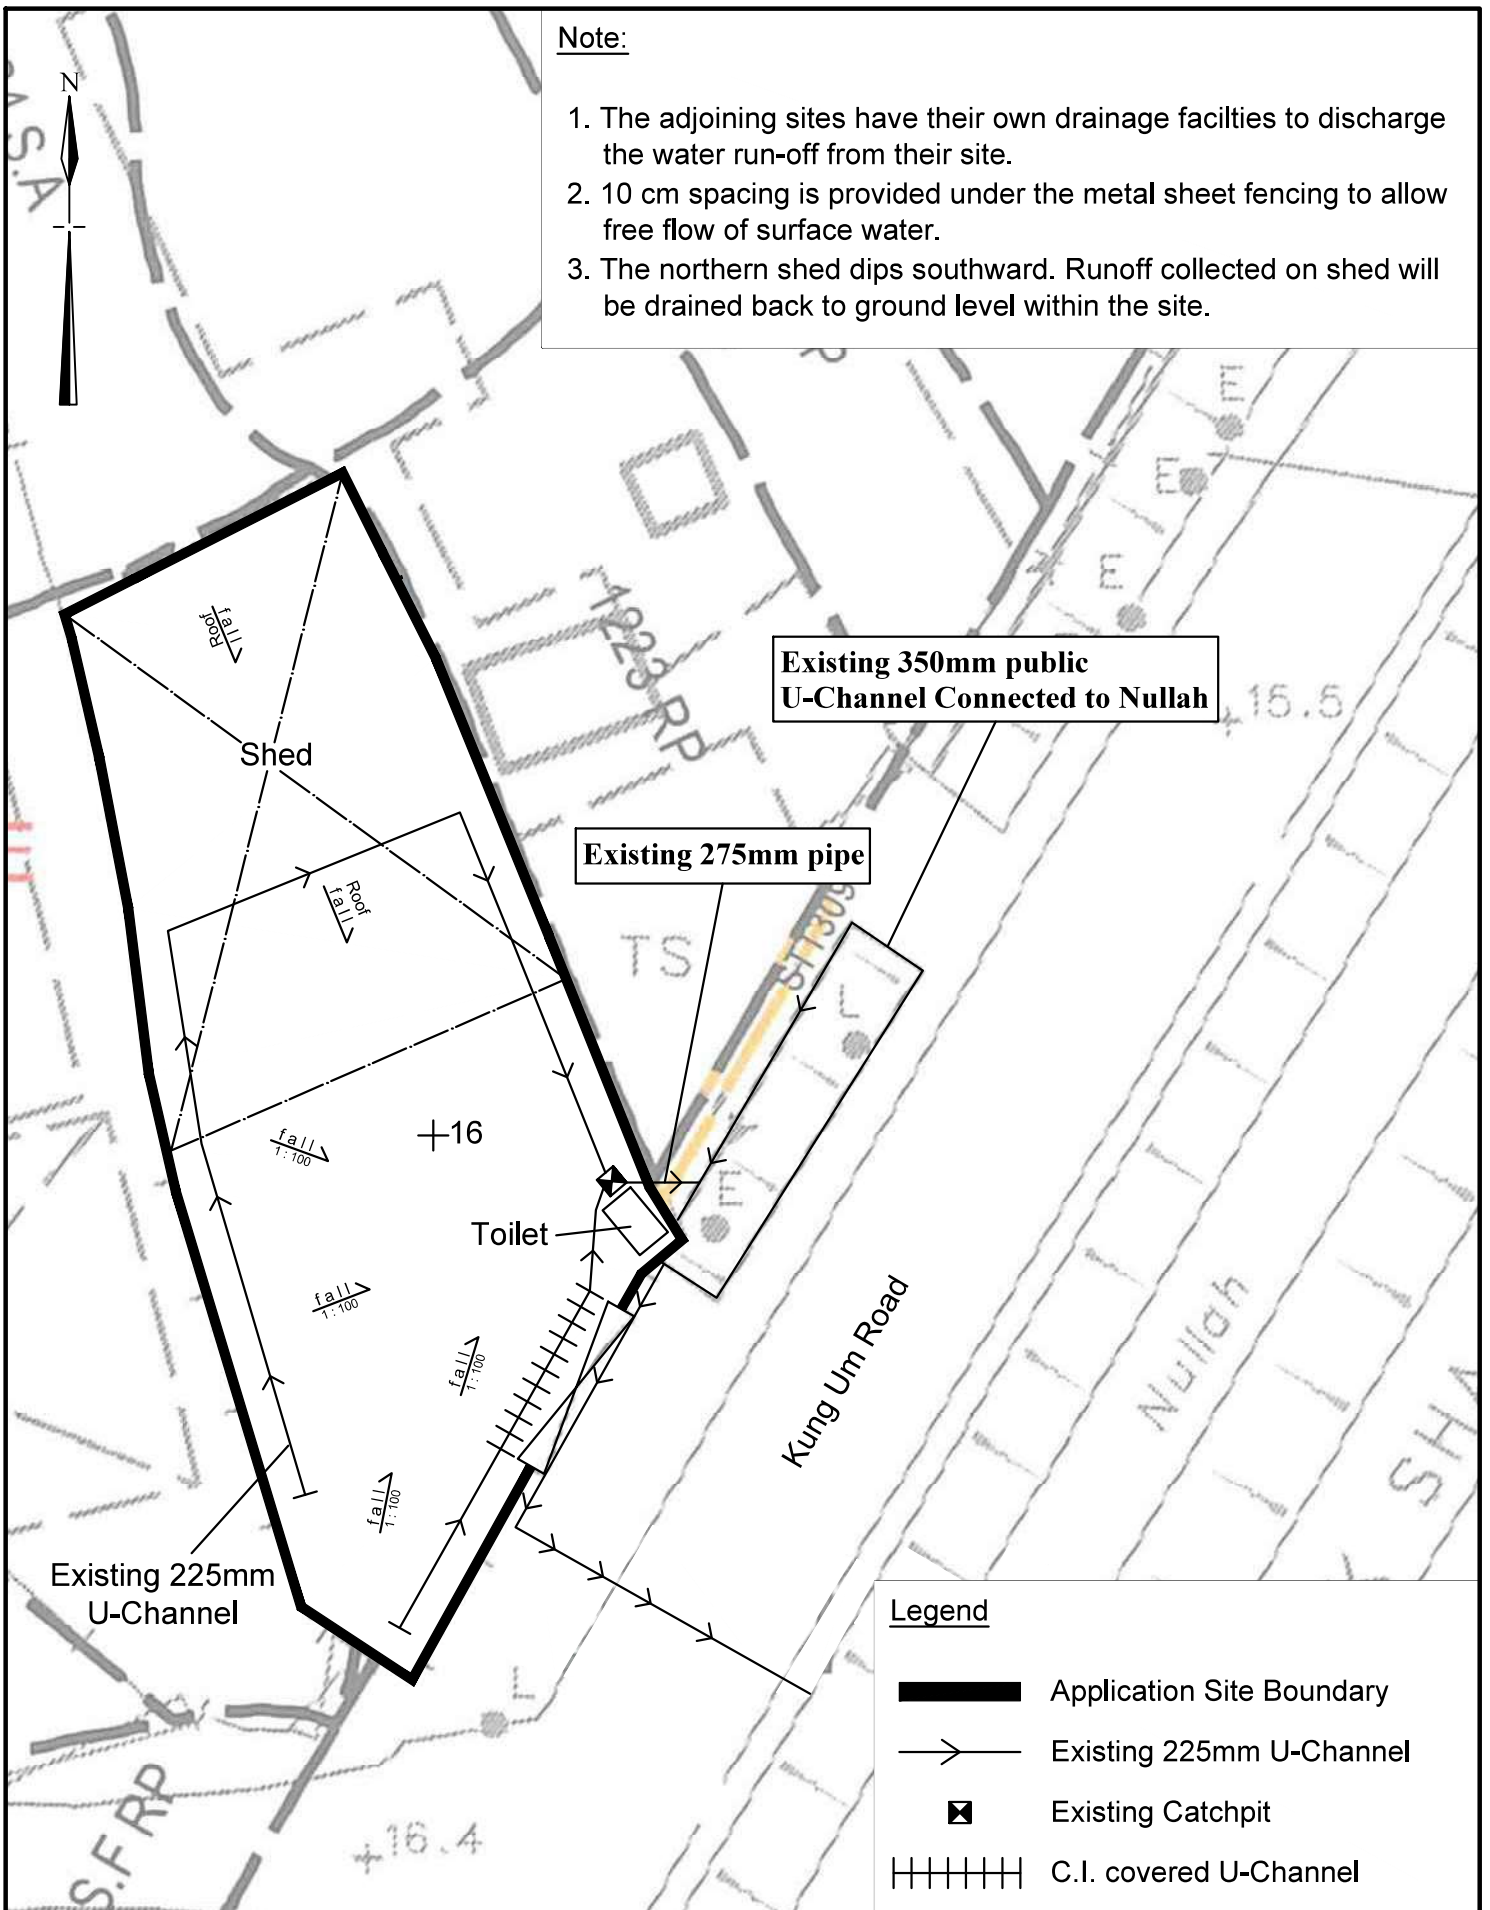 Note:
1. The adjoining sites have their own drainage facilties to discharge
the water run-off from their site.
2. 10 cm spacing is provided under the metal sheet fencing to allow
free flow of surface water.
3. The northern shed dips southward. Runoff collected on shed will
be drained back to ground level within the site.
N
S.A
RP
E
E
E
Roof
fall
1223 RP
Existing 350mm public
U-Channel Connected to Nullah
15.5
Shed
Existing 275mm pipe
Roof
fall
TS
STT309
L
fall
1 : 100
16
E
Toilet
fall
1 : 100
fall
1 : 100
Kung Um Road
Nullah
SHA
fall
1 : 100
Existing 225mm
U-Channel
L
S.F RP
16.4
Legend
Application Site Boundary
Existing 225mm U-Channel
Existing Catchpit
C.I. covered U-Channel